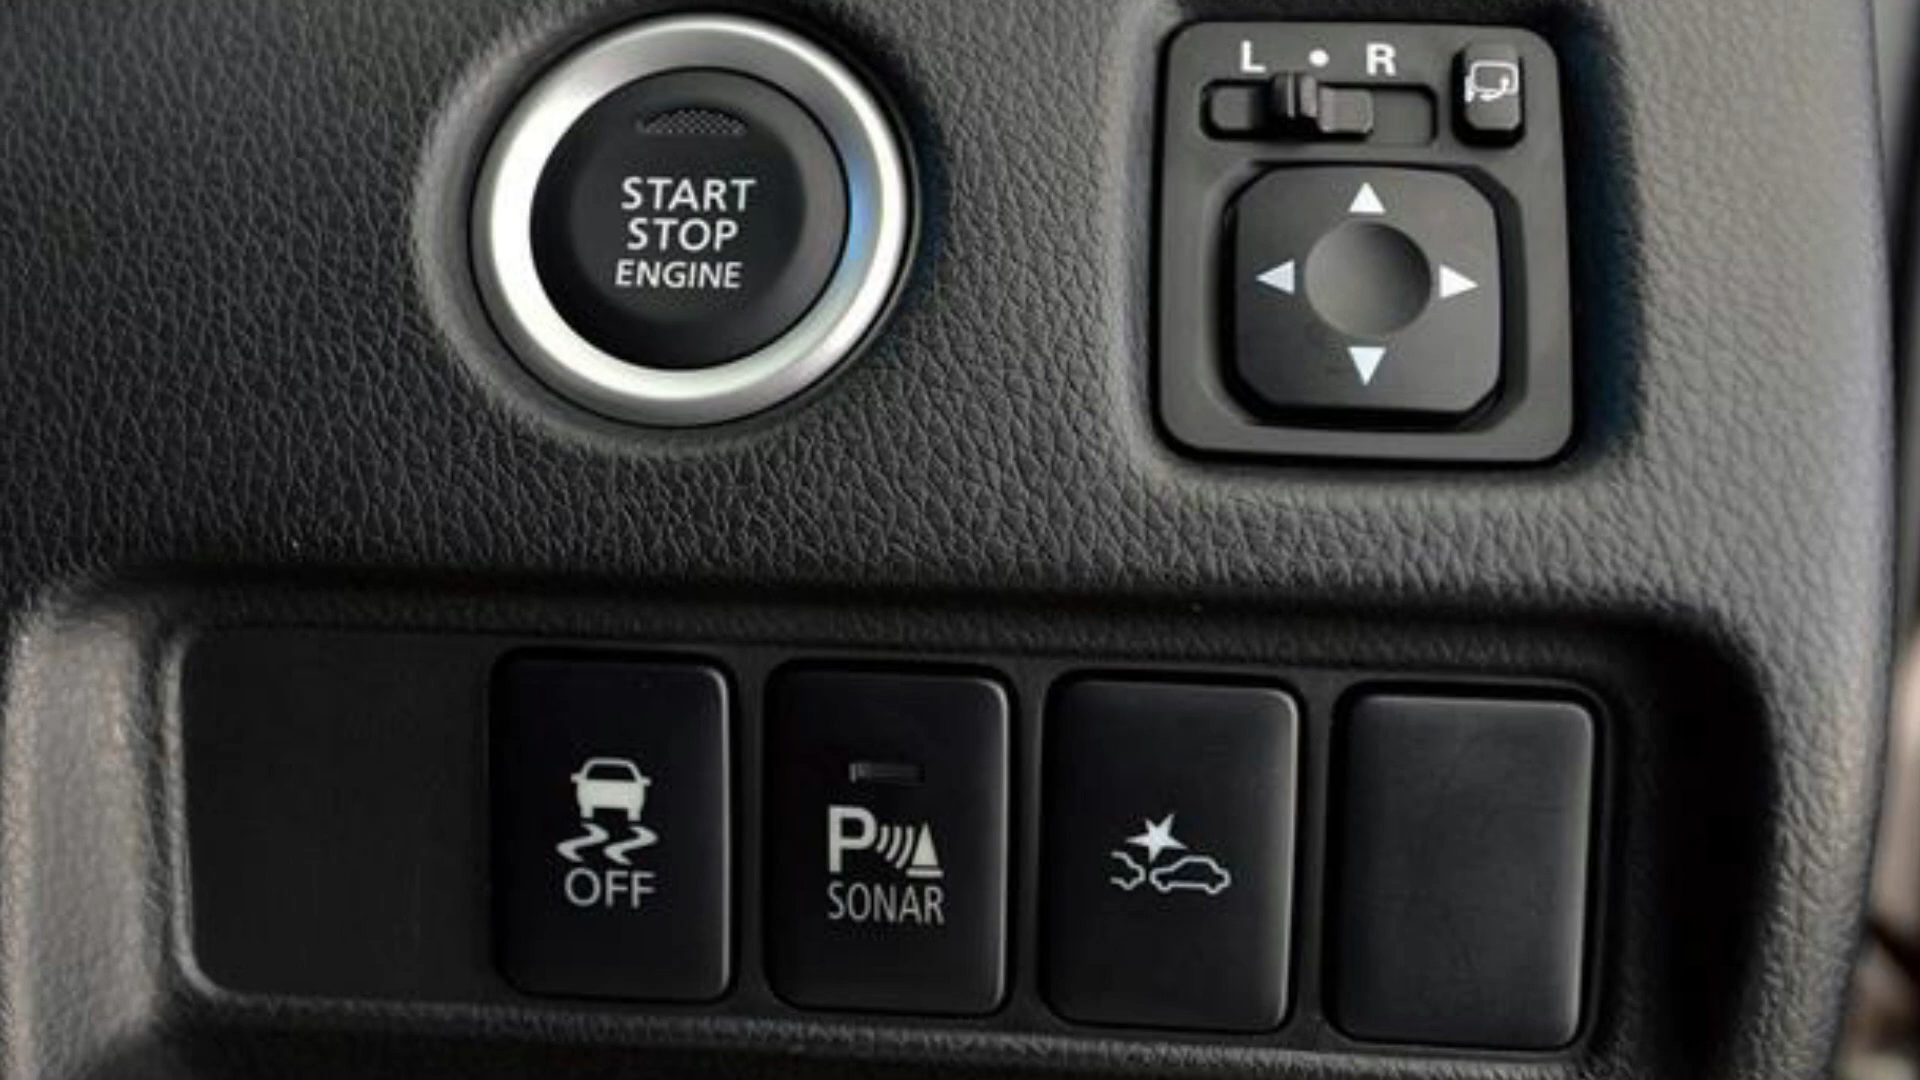 START
STOP
ENGINE
L • R
OFF
P
SONAR